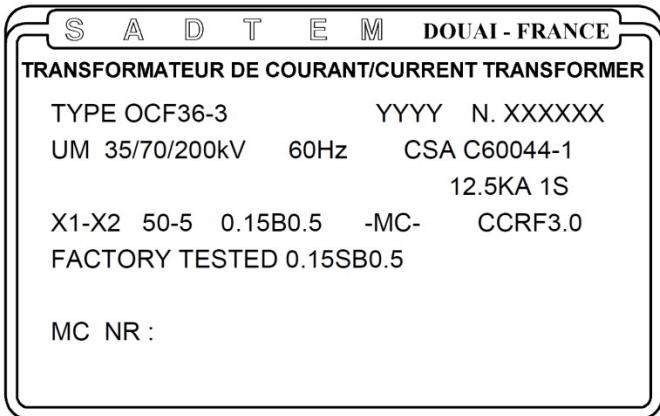 SADTEM DOUAI - FRANCE
TRANSFORMATEUR DE COURANT/CURRENT TRANSFORMER
TYPE OCF36-3 YYYY N. XXXXXX
UM 35/70/200kV 60Hz CSA C60044-1
12.5KA 1S
X1-X2 50-5 0.15B0.5 -MC- CCRF3.0
FACTORY TESTED 0.15SB0.5
MC NR :